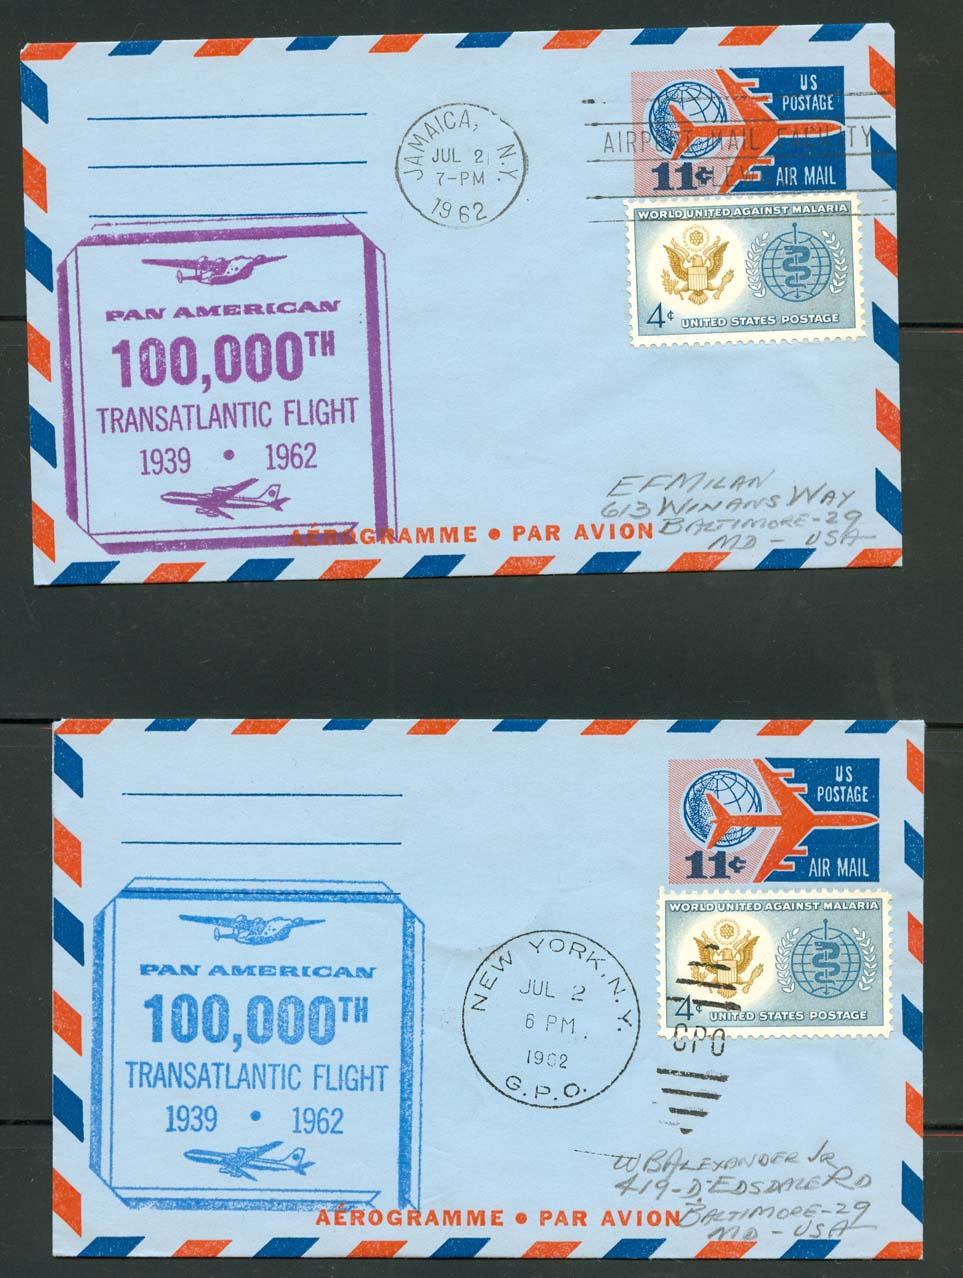 JAMAICA, N.Y.
JUL 2
7-PM
1962
AIRPORT MAIL FACILITY
US
POSTAGE
11¢
AIR MAIL
WORLD UNITED AGAINST MALARIA
4¢
UNITED STATES POSTAGE
PAN AMERICAN
100,000TH
TRANSATLANTIC FLIGHT
1939 • 1962
EFMILAN
613 WINANS WAY
BALTIMORE-29
MD - USA
AÉROGRAMME • PAR AVION
US
POSTAGE
11¢
AIR MAIL
WORLD UNITED AGAINST MALARIA
4¢
UNITED STATES POSTAGE
GPO
PAN AMERICAN
100,000TH
TRANSATLANTIC FLIGHT
1939 • 1962
NEW YORK, N.Y.
JUL 2
6 PM
1962
G.P.O.
WBALEXANDER JR
419-D-EDSDALE RD
BALTIMORE-29
MD - USA
AÉROGRAMME • PAR AVION